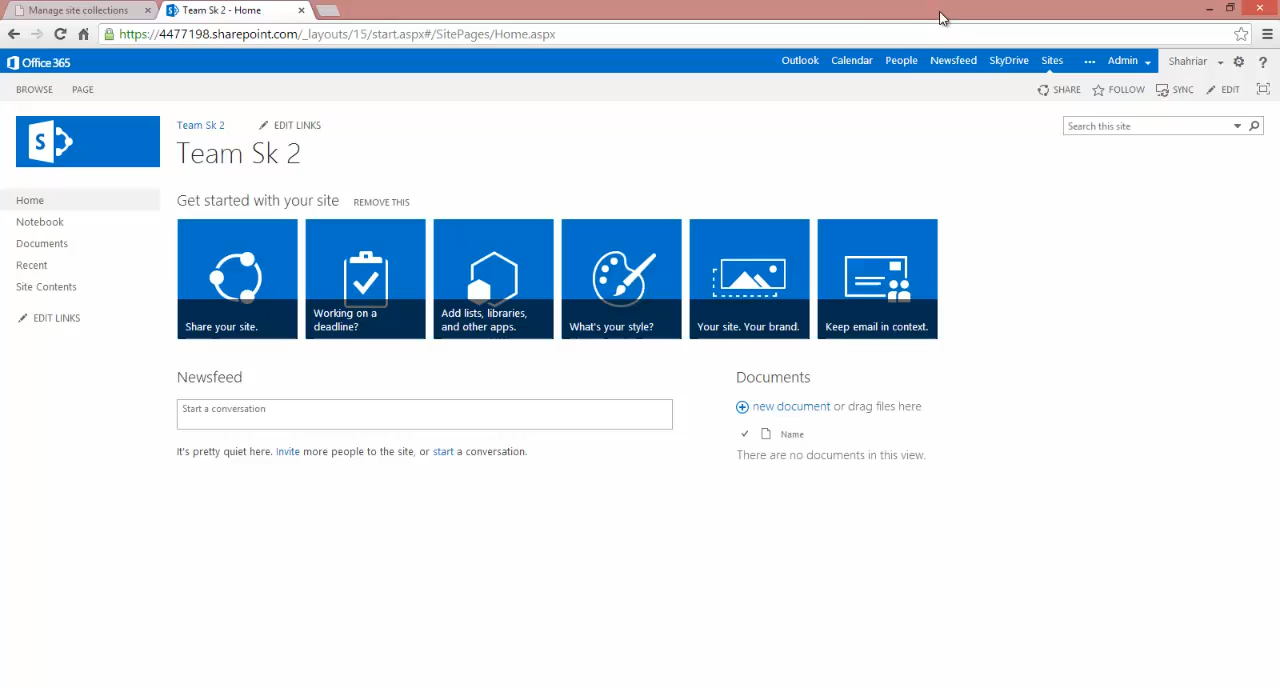 Manage site collections
Team Sk 2 - Home
https://4477198.sharepoint.com/_layouts/15/start.aspx#/SitePages/Home.aspx
Office 365
Outlook Calendar People Newsfeed SkyDrive Sites ... Admin Shahriar ?
BROWSE PAGE
SHARE FOLLOW SYNC EDIT
S
Team Sk 2 EDIT LINKS
Search this site
Team Sk 2
Home
Notebook
Documents
Recent
Site Contents
EDIT LINKS
Get started with your site REMOVE THIS
Share your site.
Working on a
deadline?
Add lists, libraries,
and other apps.
What's your style?
Your site. Your brand.
Keep email in context.
Newsfeed
Start a conversation
It's pretty quiet here. Invite more people to the site, or start a conversation.
Documents
new document or drag files here
Name
There are no documents in this view.